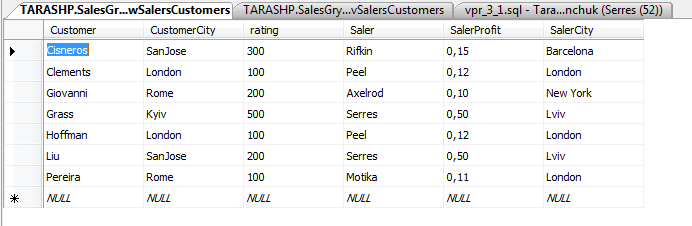 TARASHP.SalesGr...wSalersCustomers TARASHP.SalesGry...vSalersCustomers vpr_3_1.sql - Tara...nchuk (Serres (52))
Customer CustomerCity rating Saler SalerProfit SalerCity
Cisneros SanJose 300 Rifkin 0,15 Barcelona
Clements London 100 Peel 0,12 London
Giovanni Rome 200 Axelrod 0,10 New York
Grass Kyiv 500 Serres 0,50 Lviv
Hoffman London 100 Peel 0,12 London
Liu SanJose 200 Serres 0,50 Lviv
Pereira Rome 100 Motika 0,11 London
NULL NULL NULL NULL NULL NULL